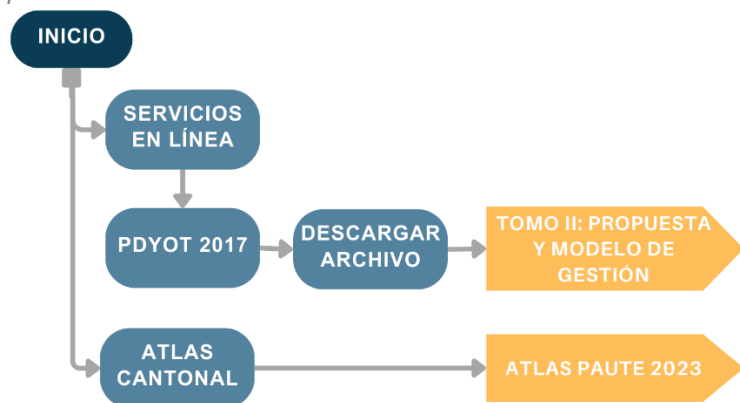 INICIO
SERVICIOS
EN LÍNEA
PDYOT 2017
DESCARGAR
ARCHIVO
TOMO II: PROPUESTA
Y MODELO DE
GESTIÓN
ATLAS
CANTONAL
ATLAS PAUTE 2023